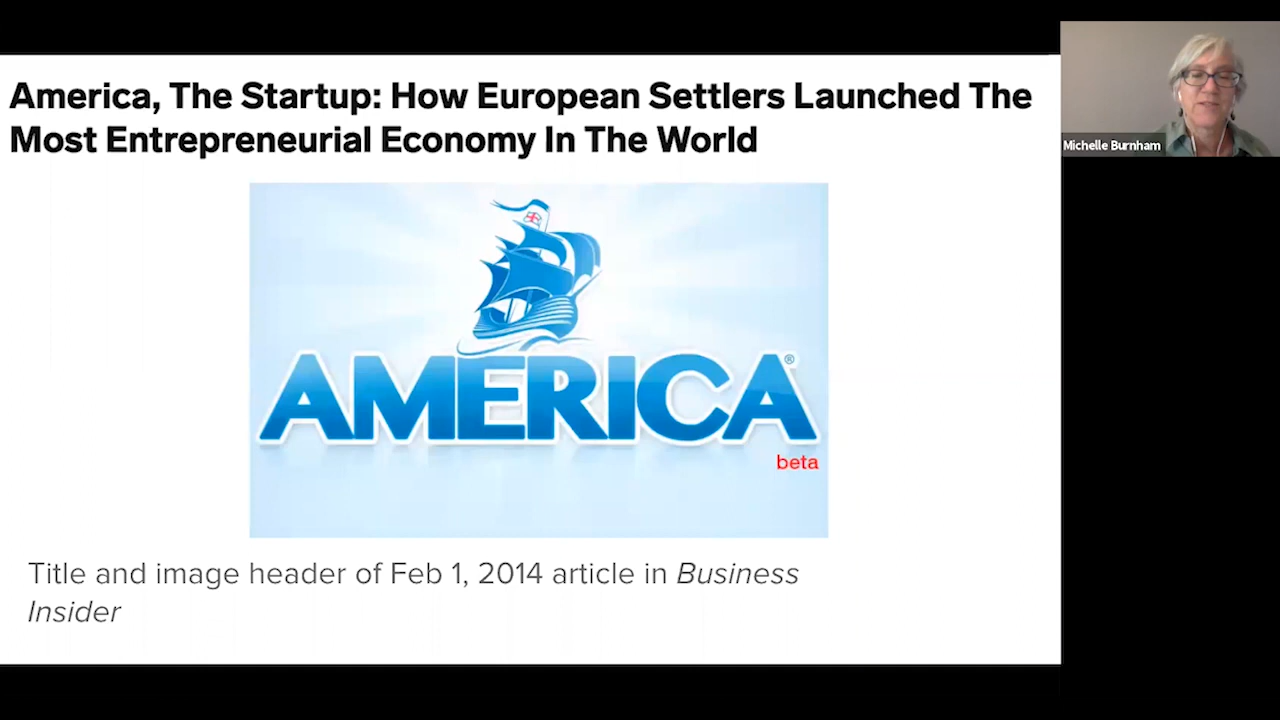 America, The Startup: How European Settlers Launched The
Most Entrepreneurial Economy In The World
AMERICA®
beta
Title and image header of Feb 1, 2014 article in Business
Insider
Michelle Burnham